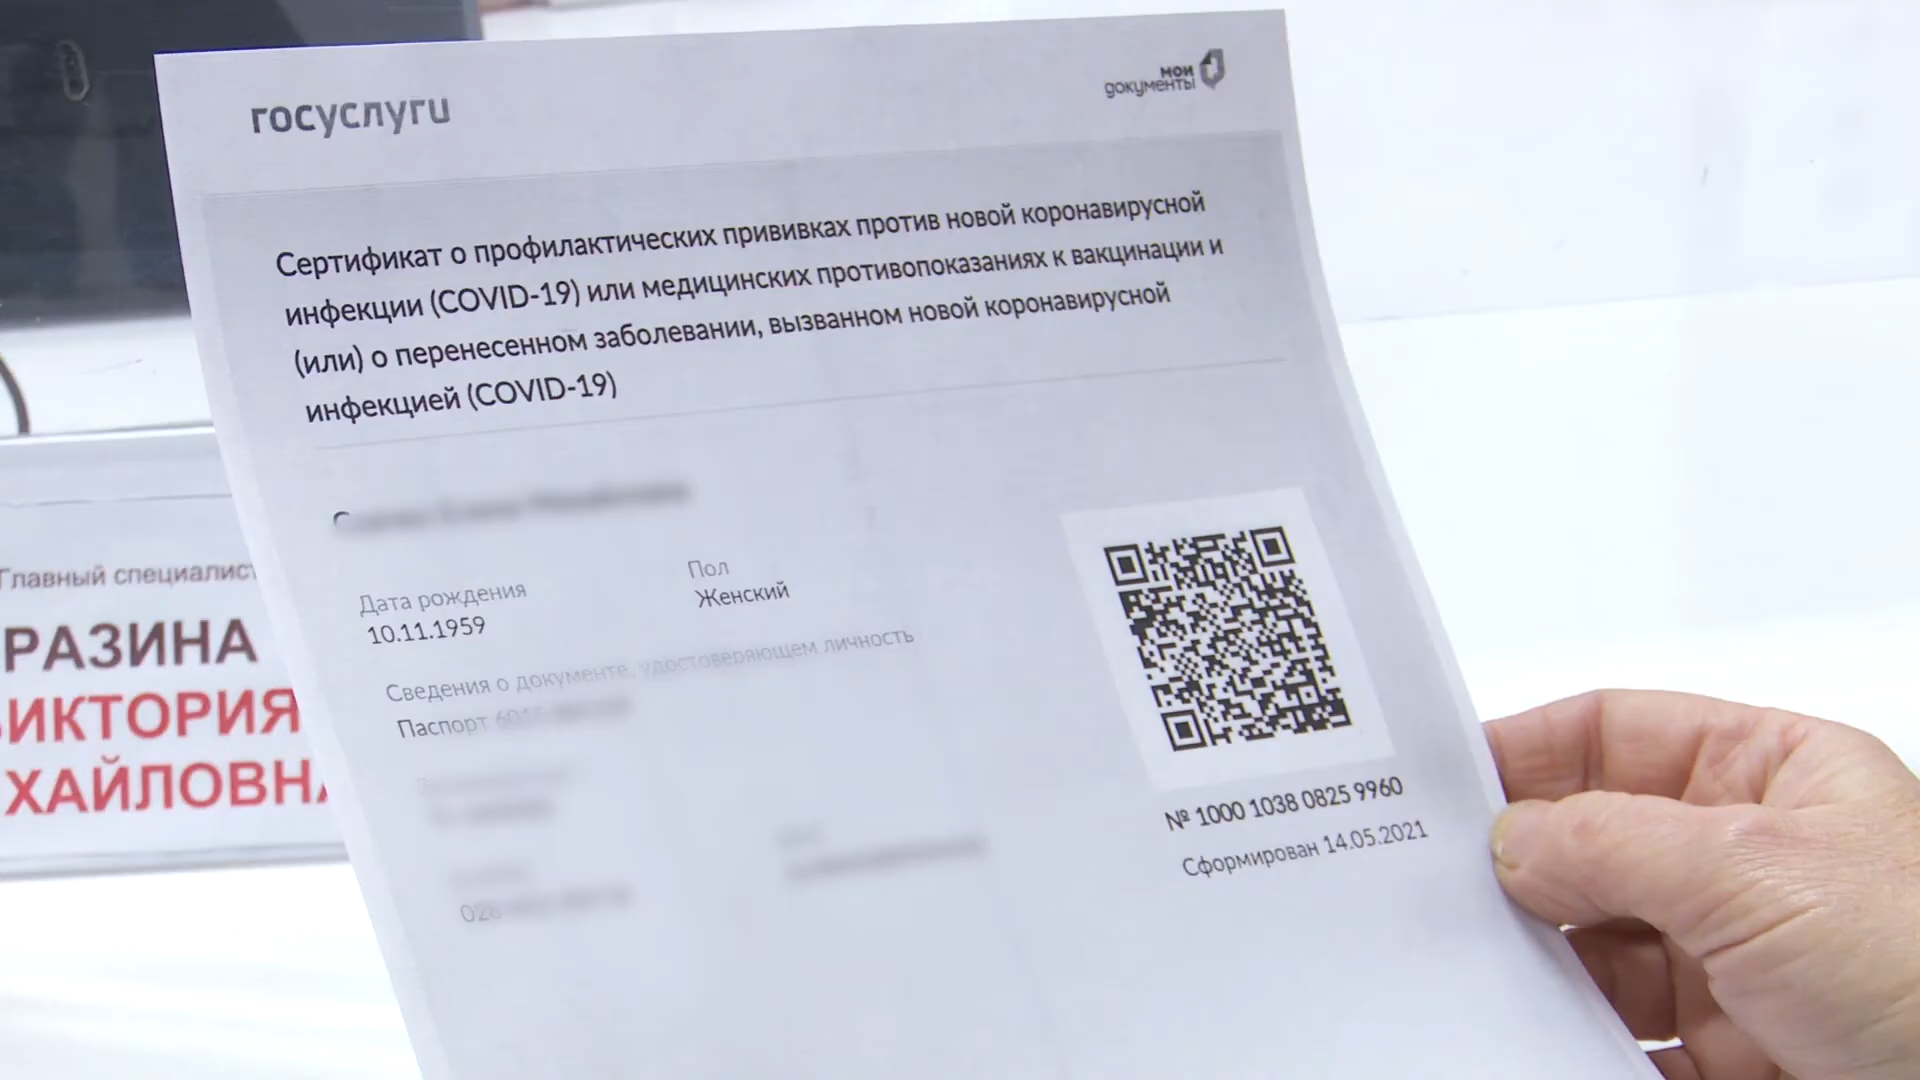 госуслуги
мои
документы
Сертификат о профилактических прививках против новой коронавирусной
инфекции (COVID-19) или медицинских противопоказаниях к вакцинации и
(или) о перенесенном заболевании, вызванном новой коронавирусной
инфекцией (COVID-19)
Дата рождения
10.11.1959
Пол
Женский
Сведения о документе, удостоверяющем личность
Паспорт
№ 1000 1038 0825 9960
Сформирован 14.05.2021
Главный специалист
РАЗИНА
ИКТОРИЯ
ХАЙЛОВНА